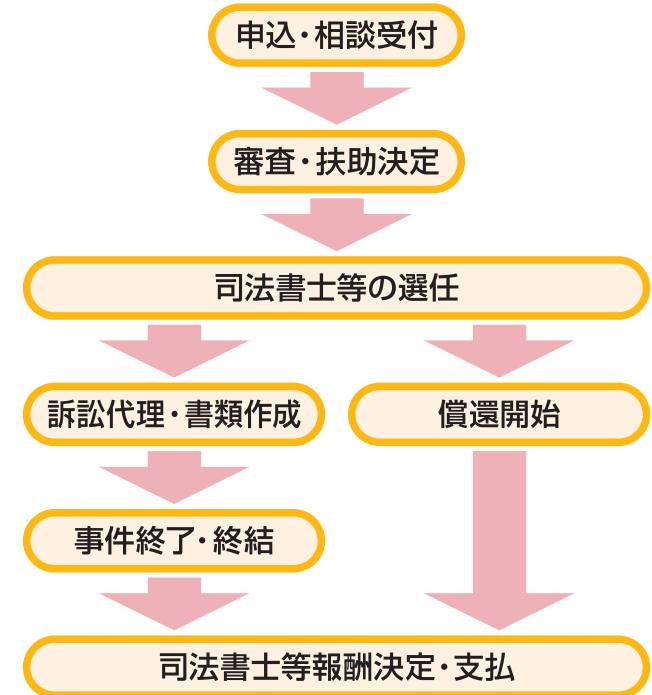 申込・相談受付
審査・扶助決定
司法書士等の選任
訴訟代理・書類作成
償還開始
事件終了・終結
司法書士等報酬決定・支払